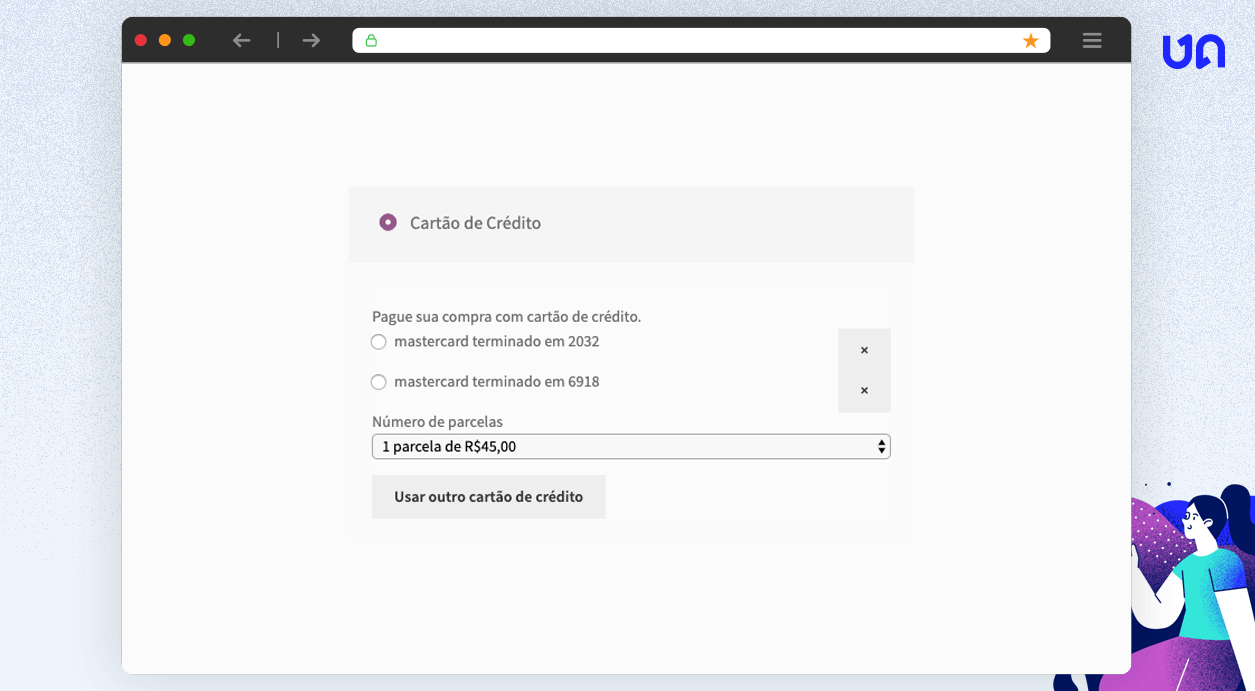 Cartão de Crédito
Pague sua compra com cartão de crédito.
mastercard terminado em 2032
×
mastercard terminado em 6918
×
Número de parcelas
1 parcela de R$45,00
Usar outro cartão de crédito